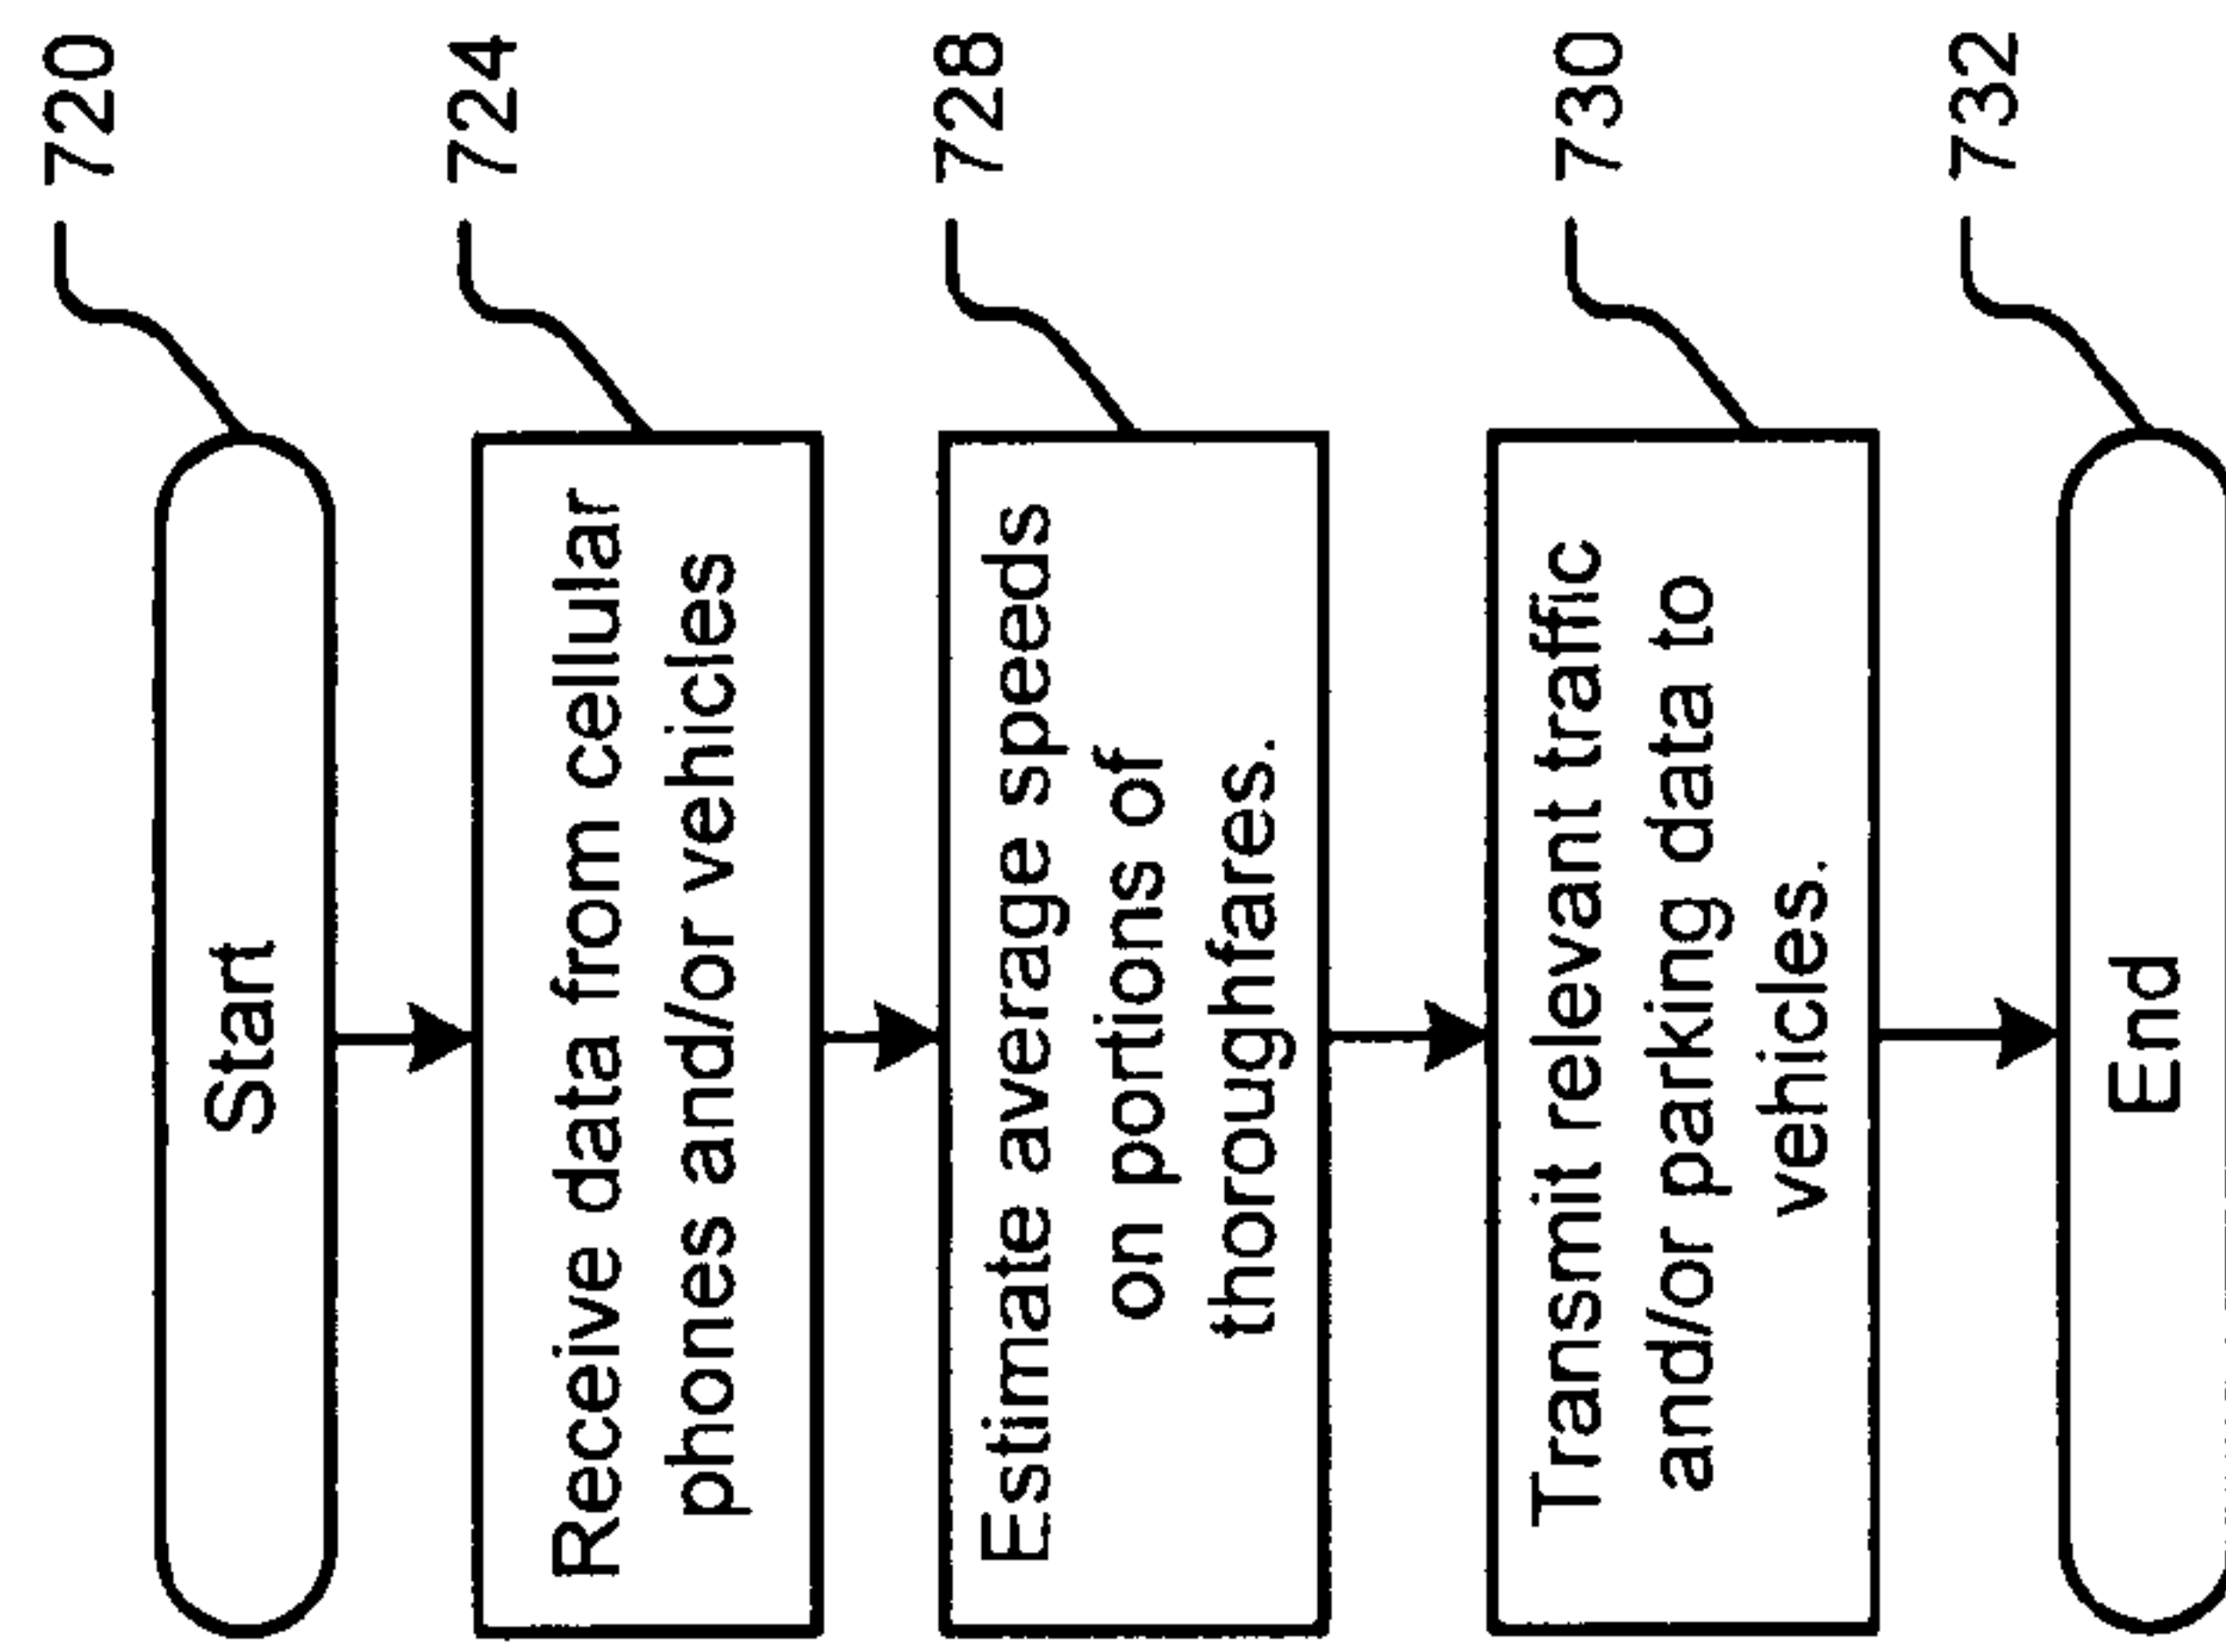 Start
720
Receive data from cellular
phones and/or vehicles
724
Estimate average speeds
on portions of
thoroughfares.
728
Transmit relevant traffic
and/or parking data to
vehicles.
730
End
732